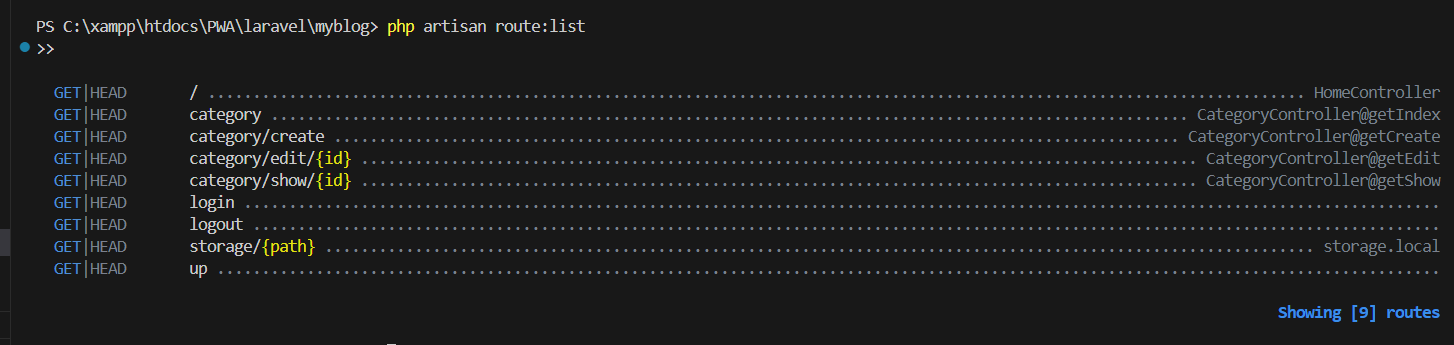 PS C:\xampp\htdocs\PWA\laravel\myblog> php artisan route:list
>>
GET|HEAD / ........................................................................................................................... HomeController
GET|HEAD category ...................................................................................................... CategoryController@getIndex
GET|HEAD category/create .............................................................................................. CategoryController@getCreate
GET|HEAD category/edit/{id} ............................................................................................. CategoryController@getEdit
GET|HEAD category/show/{id} ............................................................................................. CategoryController@getShow
GET|HEAD login .....................................................................................................................................
GET|HEAD logout ....................................................................................................................................
GET|HEAD storage/{path} .............................................................................................................. storage.local
GET|HEAD up ........................................................................................................................................
Showing [9] routes